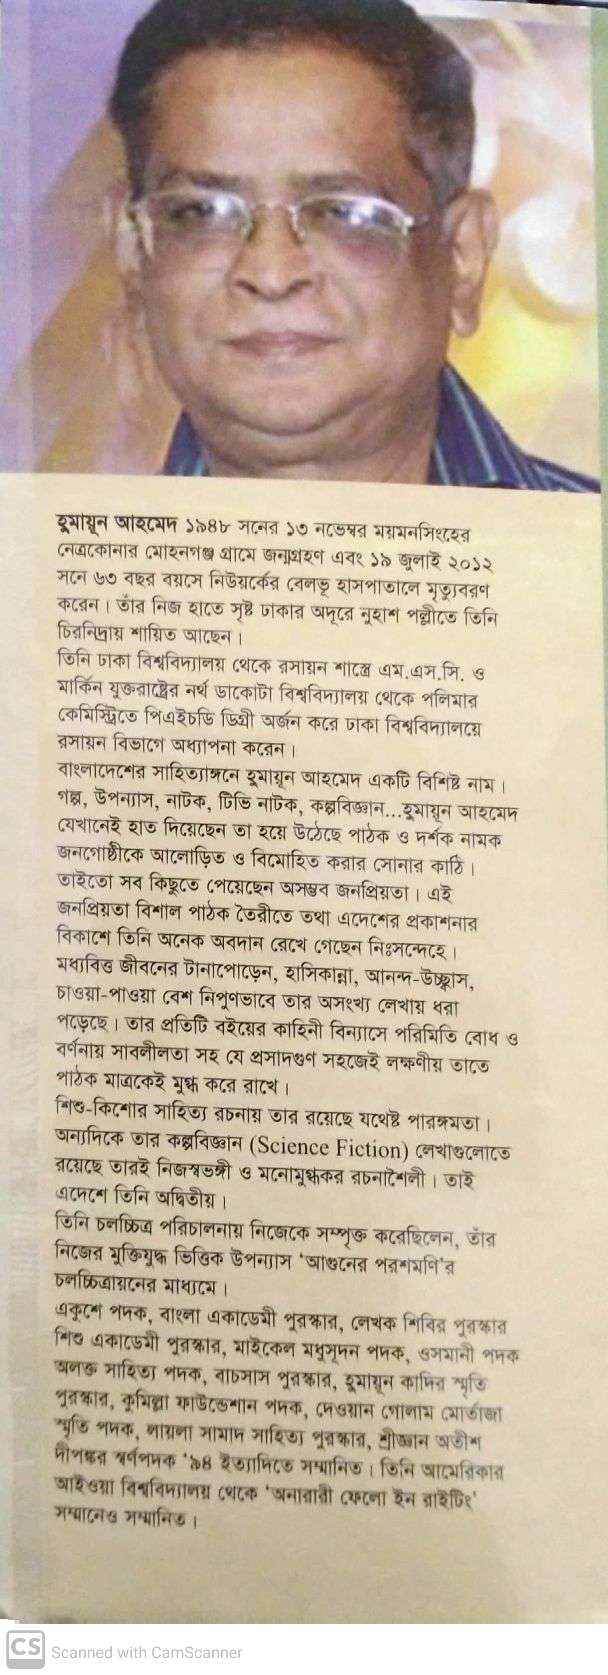 হুমায়ূন আহমেদ ১৯৪৮ সনের ১৩ নভেম্বর ময়মনসিংহের
নেত্রকোনার মোহনগঞ্জ গ্রামে জন্মগ্রহণ এবং ১৯ জুলাই ২০১২
সনে ৬৩ বছর বয়সে নিউয়র্কের বেলভূ হাসপাতালে মৃত্যুবরণ
করেন। তাঁর নিজ হাতে সৃষ্ট ঢাকার অদূরে নুহাশ পল্লীতে তিনি
চিরনিদ্রায় শায়িত আছেন।
তিনি ঢাকা বিশ্ববিদ্যালয় থেকে রসায়ন শাস্ত্রে এম.এস.সি. ও
মার্কিন যুক্তরাষ্ট্রের নর্থ ডাকোটা বিশ্ববিদ্যালয় থেকে পলিমার
কেমিস্ট্রিতে পিএইচডি ডিগ্রী অর্জন করে ঢাকা বিশ্ববিদ্যালয়ে
রসায়ন বিভাগে অধ্যাপনা করেন।
বাংলাদেশের সাহিত্যাঙ্গনে হুমায়ূন আহমেদ একটি বিশিষ্ট নাম।
গল্প, উপন্যাস, নাটক, টিভি নাটক, কল্পবিজ্ঞান...হুমায়ূন আহমেদ
যেখানেই হাত দিয়েছেন তা হয়ে উঠেছে পাঠক ও দর্শক নামক
জনগোষ্ঠীকে আলোড়িত ও বিমোহিত করার সোনার কাঠি।
তাইতো সব কিছুতে পেয়েছেন অসম্ভব জনপ্রিয়তা। এই
জনপ্রিয়তা বিশাল পাঠক তৈরীতে তথা এদেশের প্রকাশনার
বিকাশে তিনি অনেক অবদান রেখে গেছেন নিঃসন্দেহে।
মধ্যবিত্ত জীবনের টানাপোড়েন, হাসিকান্না, আনন্দ-উচ্ছ্বাস,
চাওয়া-পাওয়া বেশ নিপুণভাবে তার অসংখ্য লেখায় ধরা
পড়েছে। তার প্রতিটি বইয়ের কাহিনী বিন্যাসে পরিমিতি বোধ ও
বর্ণনায় সাবলীলতা সহ যে প্রসাদগুণ সহজেই লক্ষণীয় তাতে
পাঠক মাত্রকেই মুগ্ধ করে রাখে।
শিশু-কিশোর সাহিত্য রচনায় তার রয়েছে যথেষ্ট পারঙ্গমতা।
অন্যদিকে তার কল্পবিজ্ঞান (Science Fiction) লেখাগুলোতে
রয়েছে তারই নিজস্বভঙ্গী ও মনোমুগ্ধকর রচনাশৈলী। তাই
এদেশে তিনি অদ্বিতীয়।
তিনি চলচ্চিত্র পরিচালনায় নিজেকে সম্পৃক্ত করেছিলেন, তাঁর
নিজের মুক্তিযুদ্ধ ভিত্তিক উপন্যাস ‘আগুনের পরশমণি’র
চলচ্চিত্রায়নের মাধ্যমে।
একুশে পদক, বাংলা একাডেমী পুরস্কার, লেখক শিবির পুরস্কার
শিশু একাডেমী পুরস্কার, মাইকেল মধুসূদন পদক, ওসমানী পদক
অলক্ত সাহিত্য পদক, বাচসাস পুরস্কার, হুমায়ূন কাদির স্মৃতি
পুরস্কার, কুমিল্লা ফাউন্ডেশান পদক, দেওয়ান গোলাম মোর্তাজা
স্মৃতি পদক, লায়লা সামাদ সাহিত্য পুরস্কার, শ্রীজ্ঞান অতীশ
দীপঙ্কর স্বর্ণপদক ’৯৪ ইত্যাদিতে সম্মানিত। তিনি আমেরিকার
আইওয়া বিশ্ববিদ্যালয় থেকে ‘অনারারী ফেলো ইন রাইটিং’
সম্মানেও সম্মানিত।
CS Scanned with CamScanner